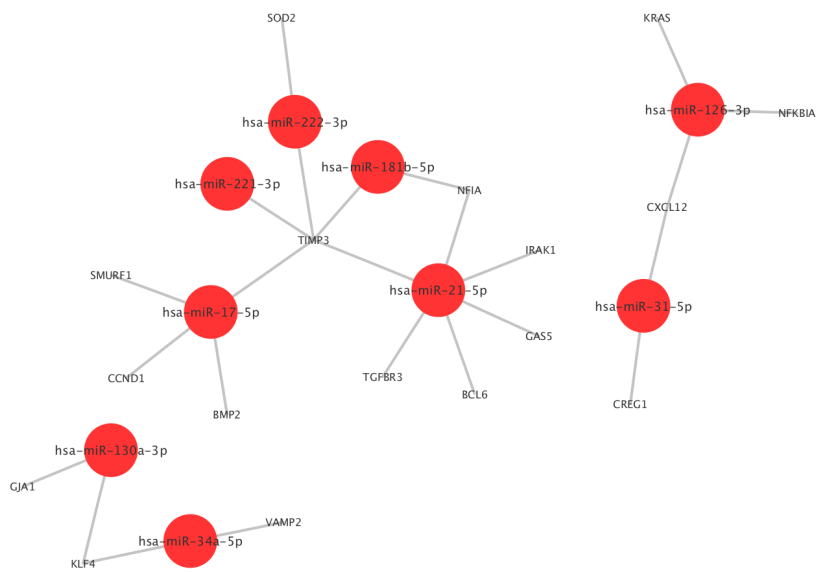 SOD2
KRAS
hsa-miR-222-3p
hsa-miR-126-3p
NFKBIA
hsa-miR-181b-5p
hsa-miR-221-3p
NFIA
CXCL12
TIMP3
IRAK1
SMURF1
hsa-miR-21-5p
hsa-miR-31-5p
hsa-miR-17-5p
GAS5
TGFBR3
CCND1
BCL6
CREG1
BMP2
hsa-miR-130a-3p
GJA1
VAMP2
hsa-miR-34a-5p
KLF4